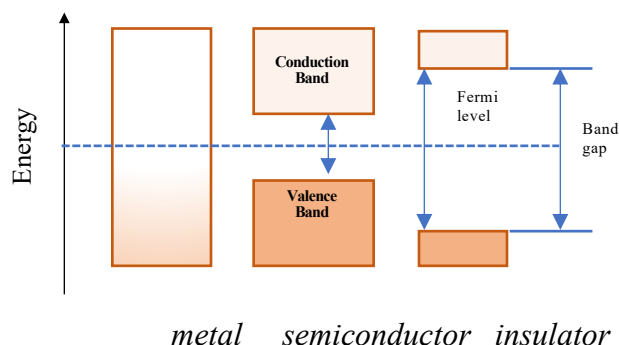 Energy
Conduction
Band
Valence
Band
Fermi
level
Band
gap
metal semiconductor insulator